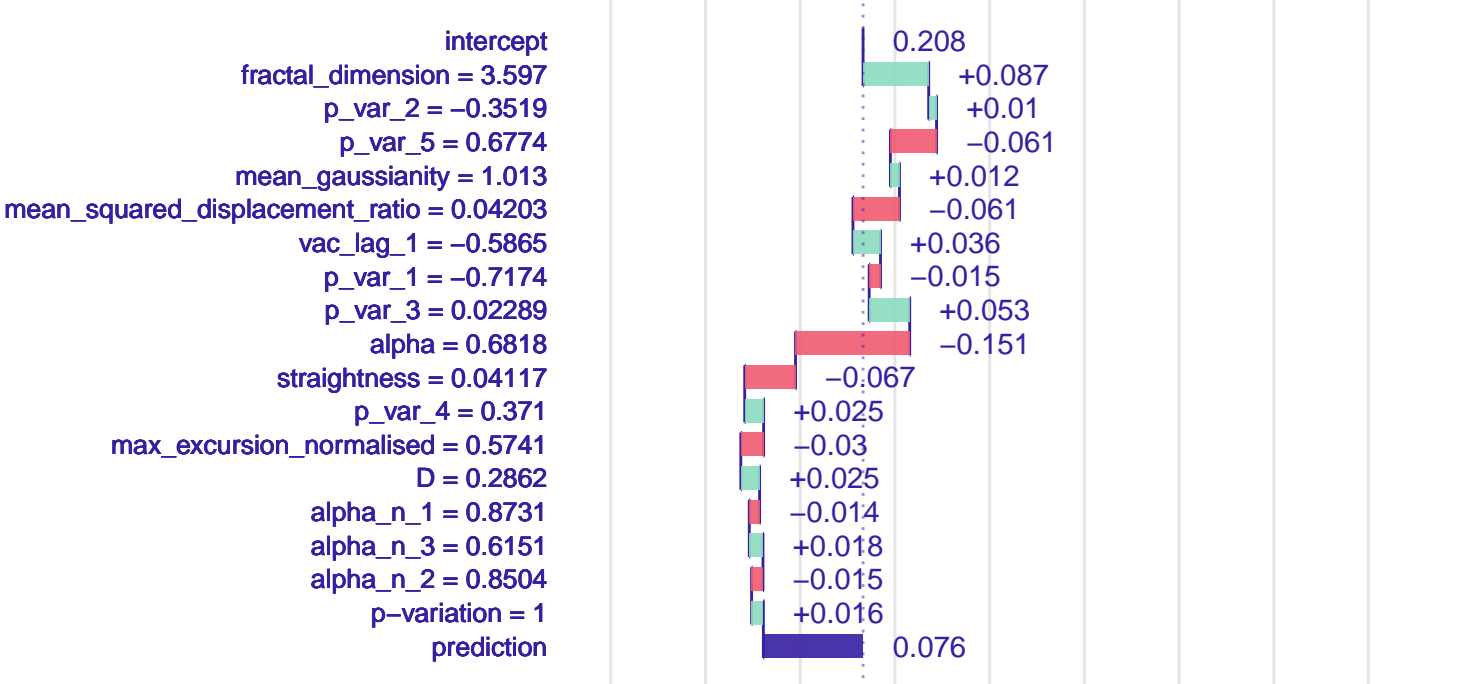 intercept 0.208
fractal_dimension = 3.597 +0.087
p_var_2 = −0.3519 +0.01
p_var_5 = 0.6774 −0.061
mean_gaussianity = 1.013 +0.012
mean_squared_displacement_ratio = 0.04203 −0.061
vac_lag_1 = −0.5865 +0.036
p_var_1 = −0.7174 −0.015
p_var_3 = 0.02289 +0.053
alpha = 0.6818 −0.151
straightness = 0.04117 −0.067
p_var_4 = 0.371 +0.025
max_excursion_normalised = 0.5741 −0.03
D = 0.2862 +0.025
alpha_n_1 = 0.8731 −0.014
alpha_n_3 = 0.6151 +0.018
alpha_n_2 = 0.8504 −0.015
p−variation = 1 +0.016
prediction 0.076